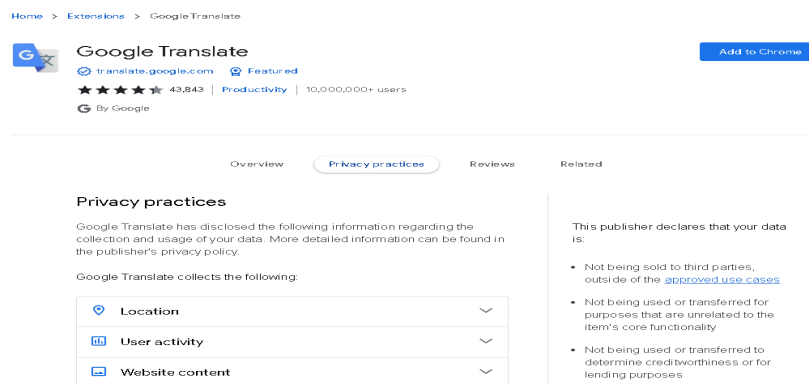 Home > Extensions > Google Translate
Google Translate
Add to Chrome
translate.google.com Featured
43,843 | Productivity | 10,000,000+ users
By Google
Overview Privacy practices Reviews Related
Privacy practices
Google Translate has disclosed the following information regarding the
collection and usage of your data. More detailed information can be found in
the publisher's privacy policy.
Google Translate collects the following:
Location
User activity
Website content
This publisher declares that your data
is:
• Not being sold to third parties,
outside of the approved use cases
• Not being used or transferred for
purposes that are unrelated to the
item's core functionality
• Not being used or transferred to
determine creditworthiness or for
lending purposes